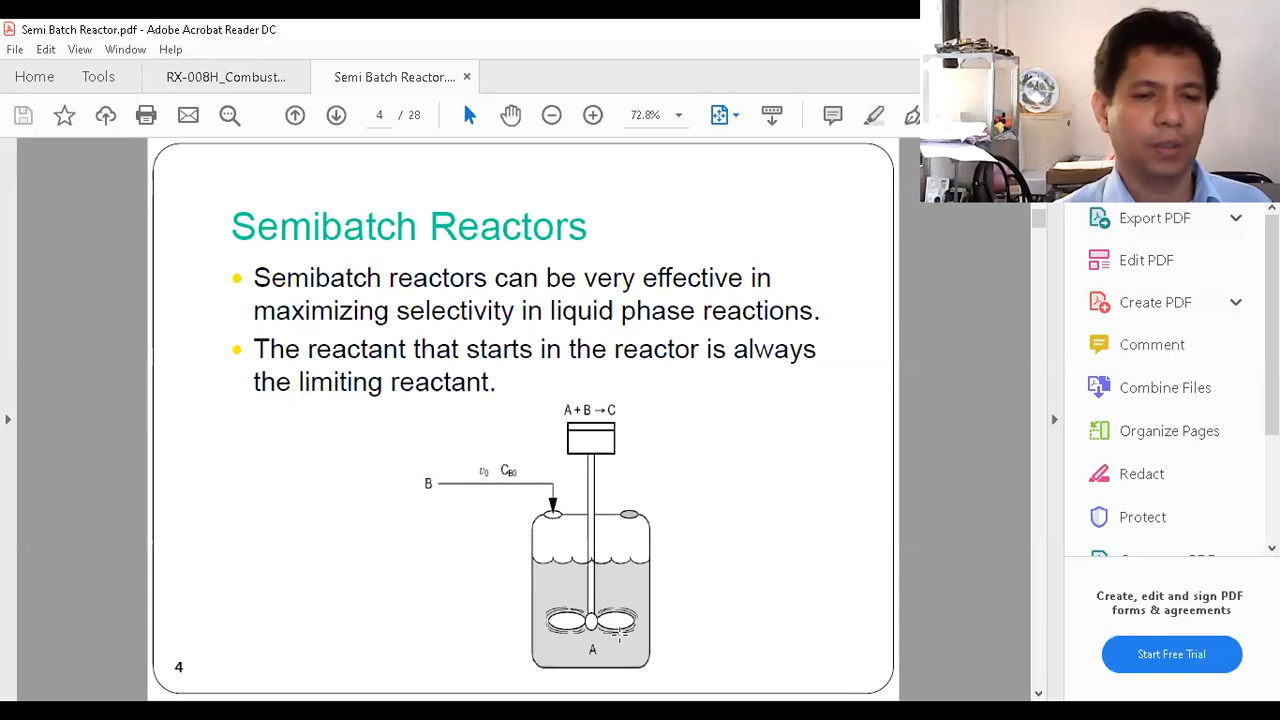 Semi Batch Reactor.pdf - Adobe Acrobat Reader DC
File Edit View Window Help
Home Tools RX-008H_Combust... Semi Batch Reactor.... ×
4 / 28 72.8%
Semibatch Reactors
• Semibatch reactors can be very effective in
maximizing selectivity in liquid phase reactions.
• The reactant that starts in the reactor is always
the limiting reactant.
A + B → C
υ0 CB0
B
A
4
Export PDF
Edit PDF
Create PDF
Comment
Combine Files
Organize Pages
Redact
Protect
Create, edit and sign PDF
forms & agreements
Start Free Trial